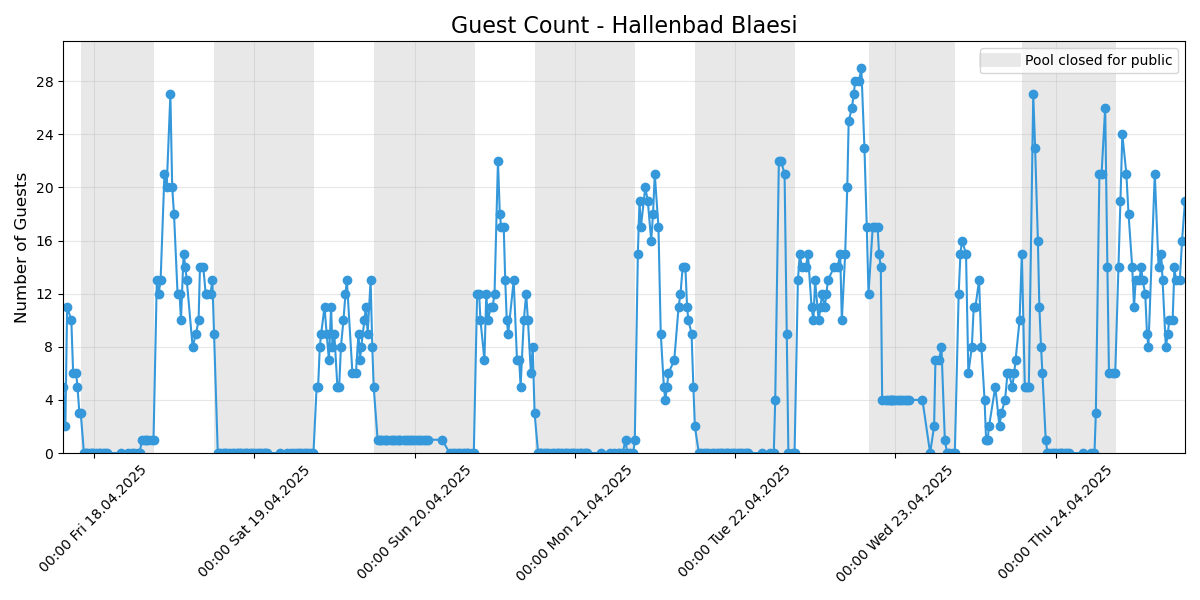 Guest Count - Hallenbad Blaesi
Pool closed for public
Number of Guests
28
24
20
16
12
8
4
0
00:00 Fri 18.04.2025
00:00 Sat 19.04.2025
00:00 Sun 20.04.2025
00:00 Mon 21.04.2025
00:00 Tue 22.04.2025
00:00 Wed 23.04.2025
00:00 Thu 24.04.2025